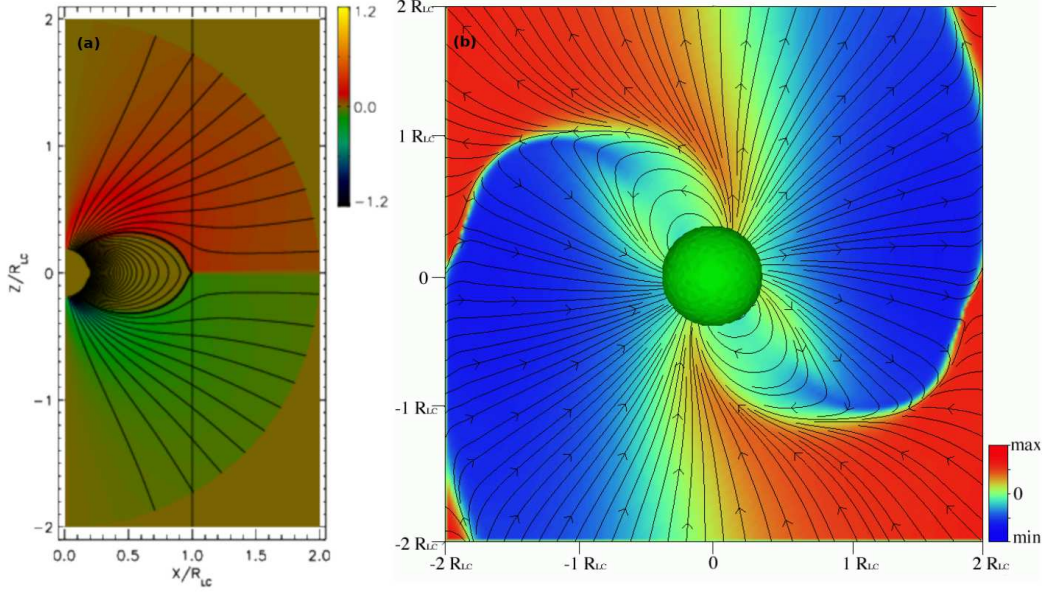 (a)
2
1
0
-1
-2
Z/R_LC
0.0
0.5
1.0
1.5
2.0
X/R_LC
1.2
0.0
-1.2
(b)
2 R_LC
1 R_LC
0
-1 R_LC
-2 R_LC
-2 R_LC
-1 R_LC
0
1 R_LC
2 R_LC
max
0
min